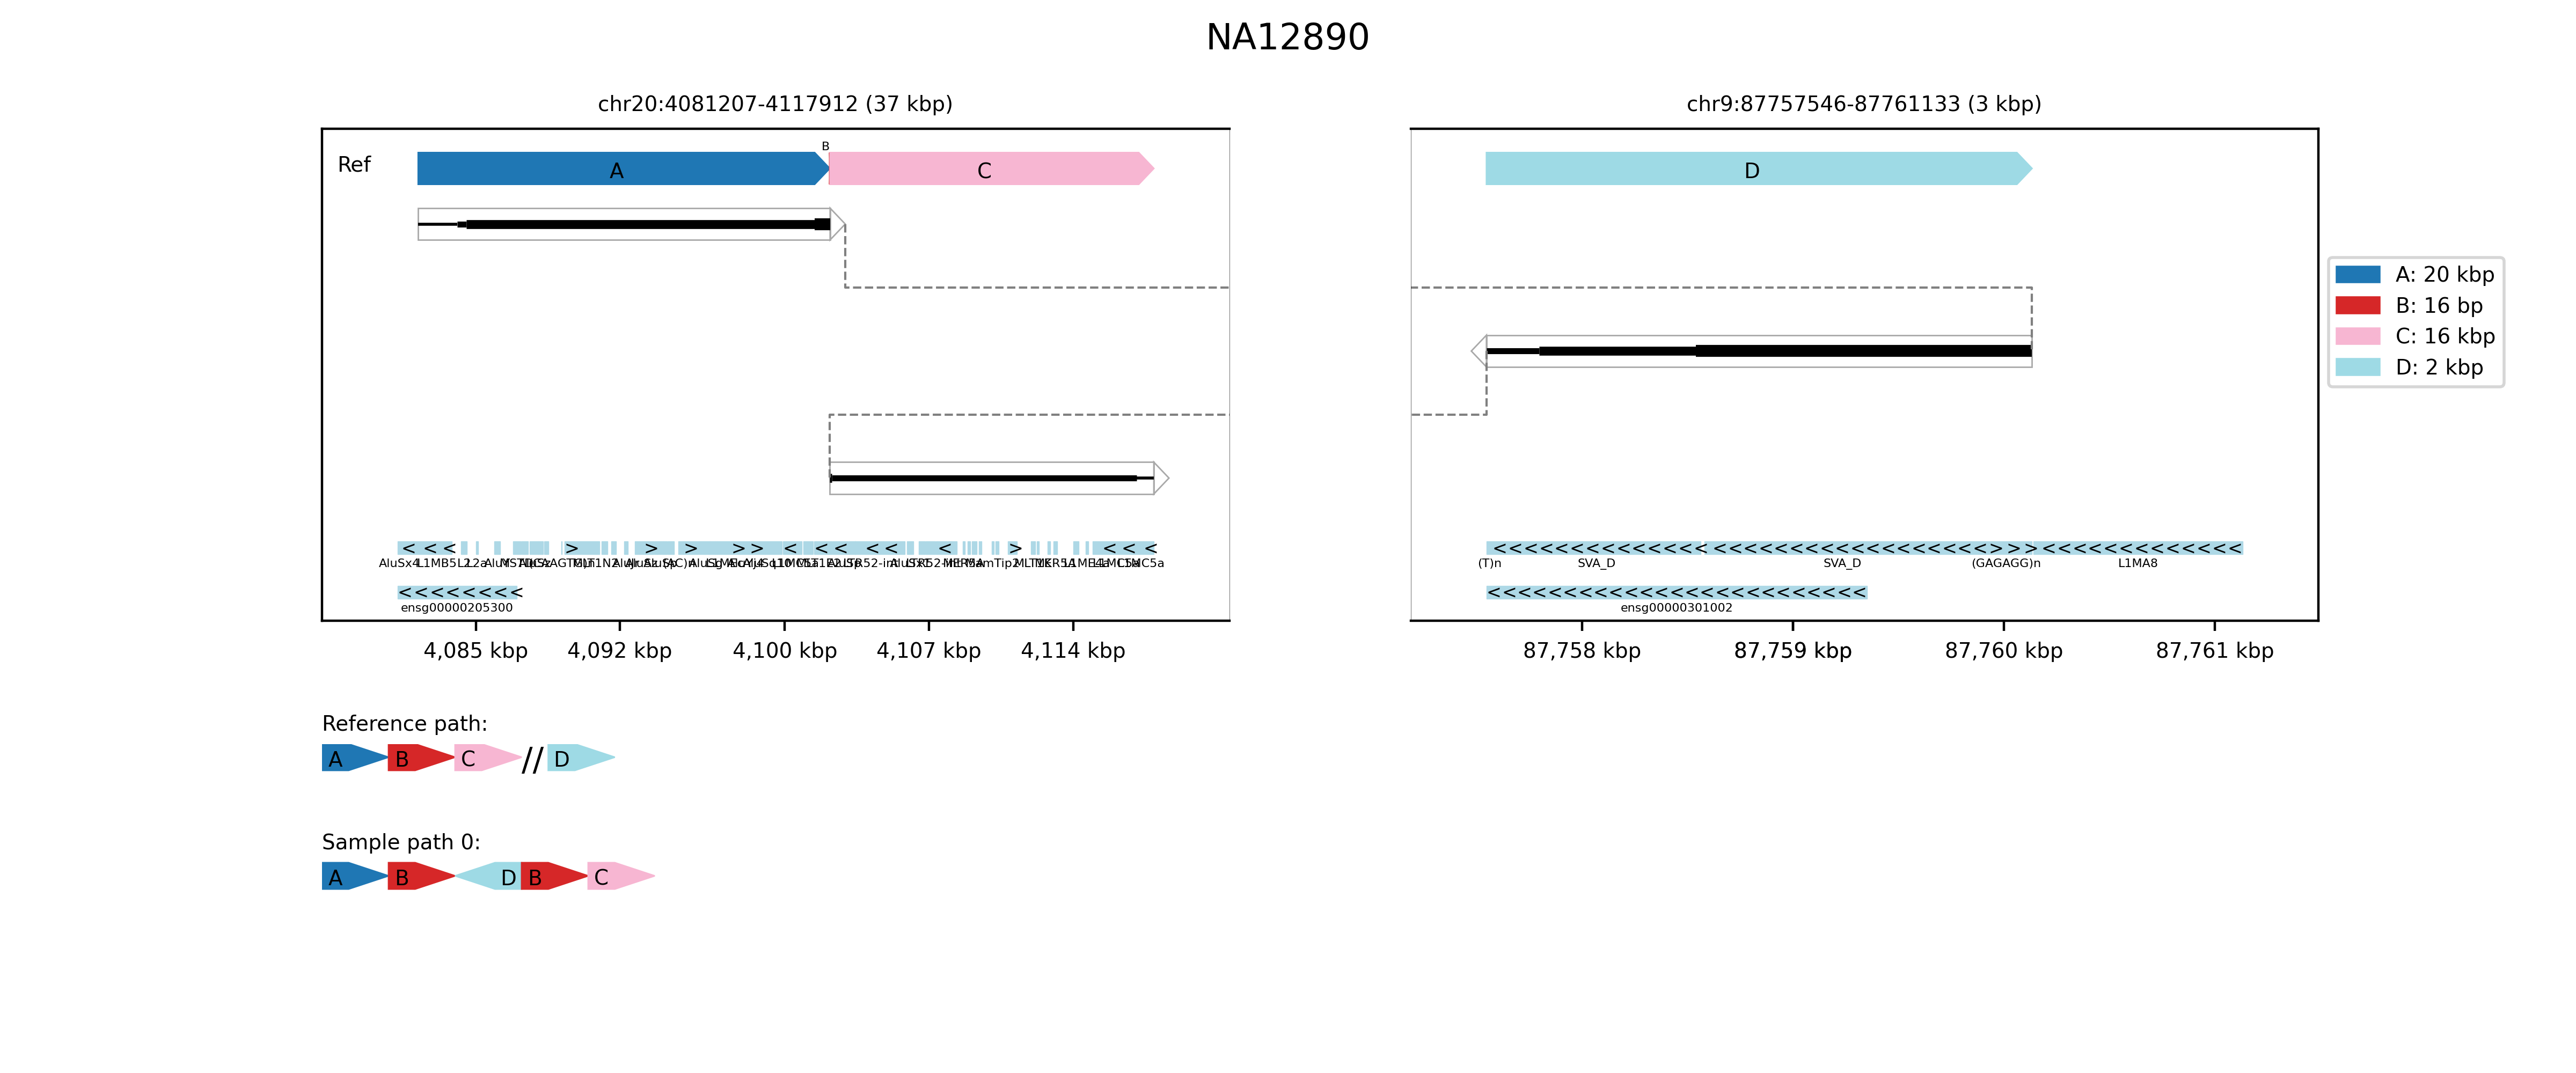 NA12890
chr20:4081207-4117912 (37 kbp)
chr9:87757546-87761133 (3 kbp)
Ref
A
B
C
D
A: 20 kbp
B: 16 bp
C: 16 kbp
D: 2 kbp
< < < > > > > > < < < < < < > < < <
<<<<<<<<<<<<<< <<<<<<<<<<<<<<<<<< > > > <<<<<<<<<<<<<
AluSx4 L1MB5
(T)n SVA_D SVA_D (GAGAGG)n L1MA8
<<<<<<<<
<<<<<<<<<<<<<<<<<<<<<<<<<
ensg00000205300
ensg00000301002
4,085 kbp 4,092 kbp 4,100 kbp 4,107 kbp 4,114 kbp
87,758 kbp 87,759 kbp 87,760 kbp 87,761 kbp
Reference path:
A B C // D
Sample path 0:
A B D B C